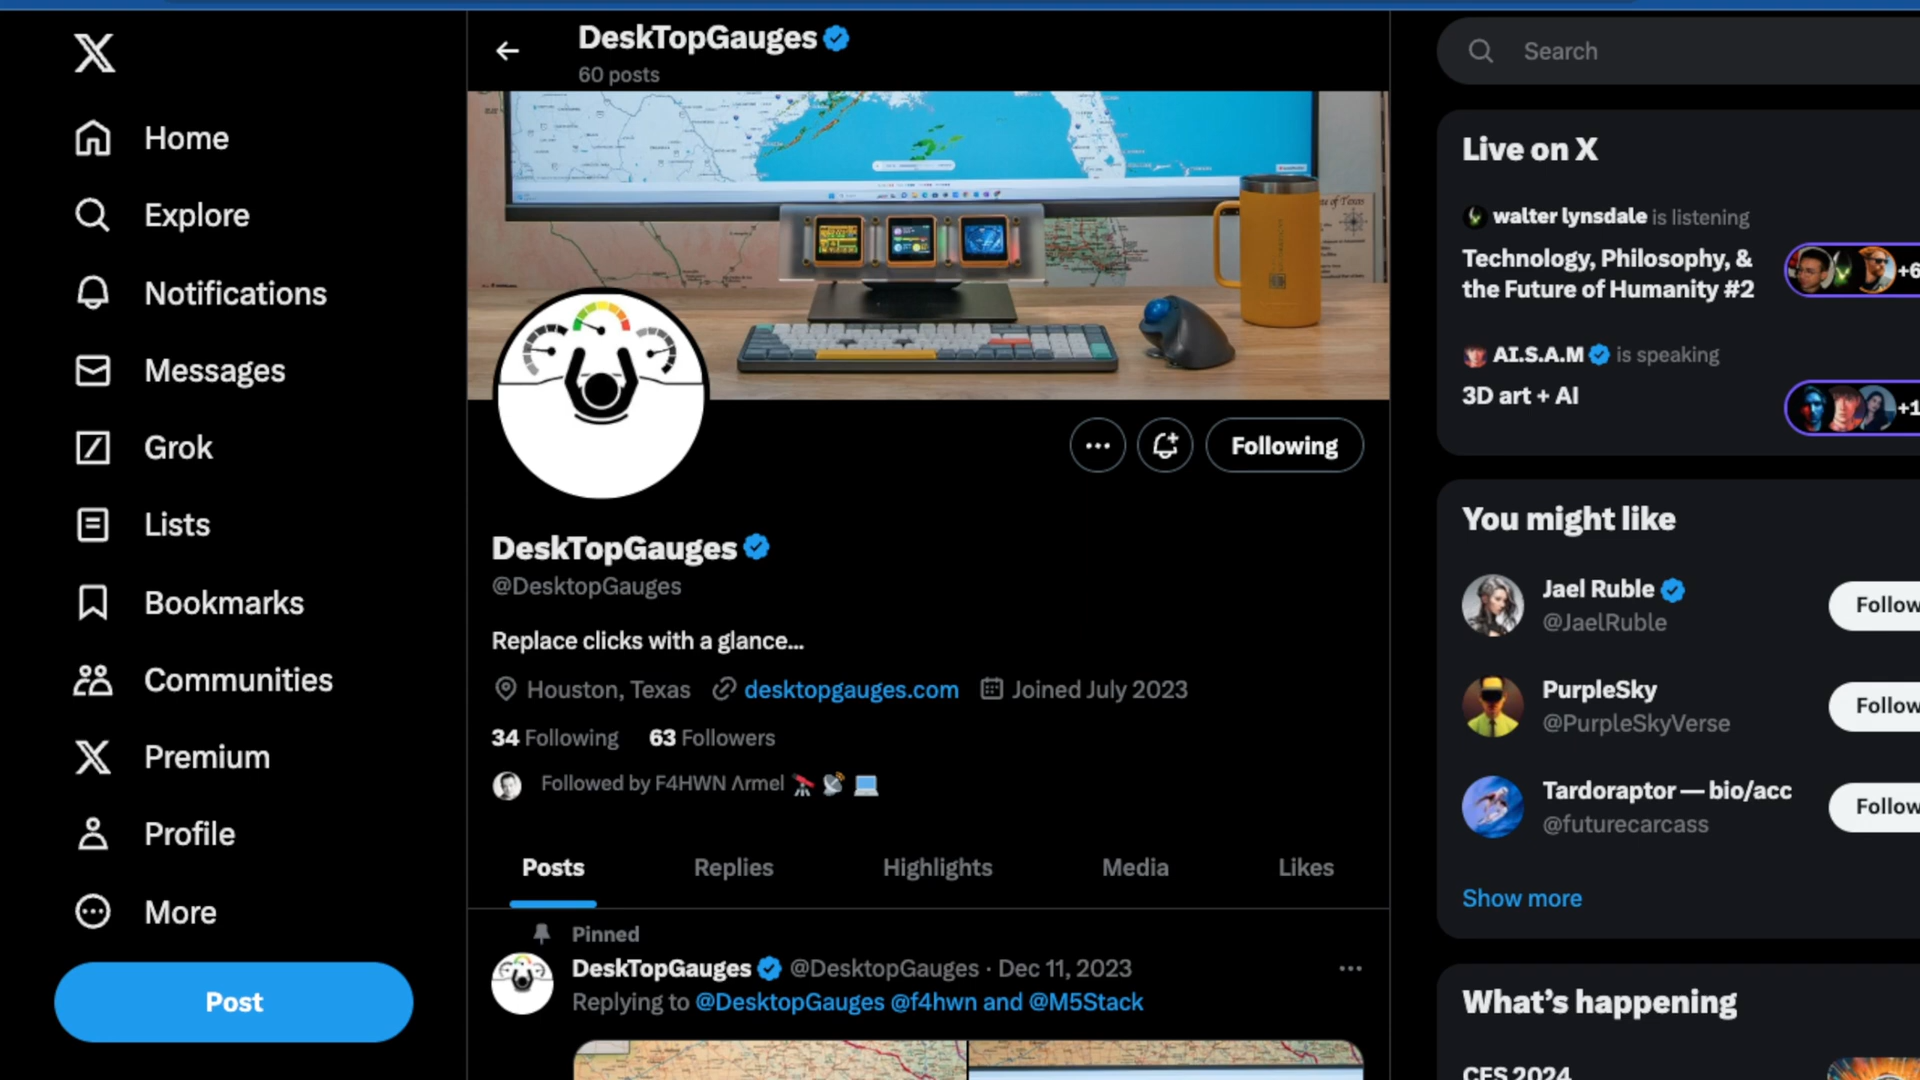 Home
Explore
Notifications
Messages
Grok
Lists
Bookmarks
Communities
Premium
Profile
More
Post
DeskTopGauges
60 posts
Following
DeskTopGauges
@DesktopGauges
Replace clicks with a glance...
Houston, Texas desktopgauges.com Joined July 2023
34 Following 63 Followers
Followed by F4HWN Λrmel
Posts Replies Highlights Media Likes
Pinned
DeskTopGauges @DesktopGauges · Dec 11, 2023
Replying to @DesktopGauges @f4hwn and @M5Stack
Search
Live on X
walter lynsdale is listening
Technology, Philosophy, &
the Future of Humanity #2
+6
AI.S.A.M is speaking
3D art + AI
+1
You might like
Jael Ruble
@JaelRuble
Follow
PurpleSky
@PurpleSkyVerse
Follow
Tardoraptor — bio/acc
@futurecarcass
Follow
Show more
What's happening
CES 2024